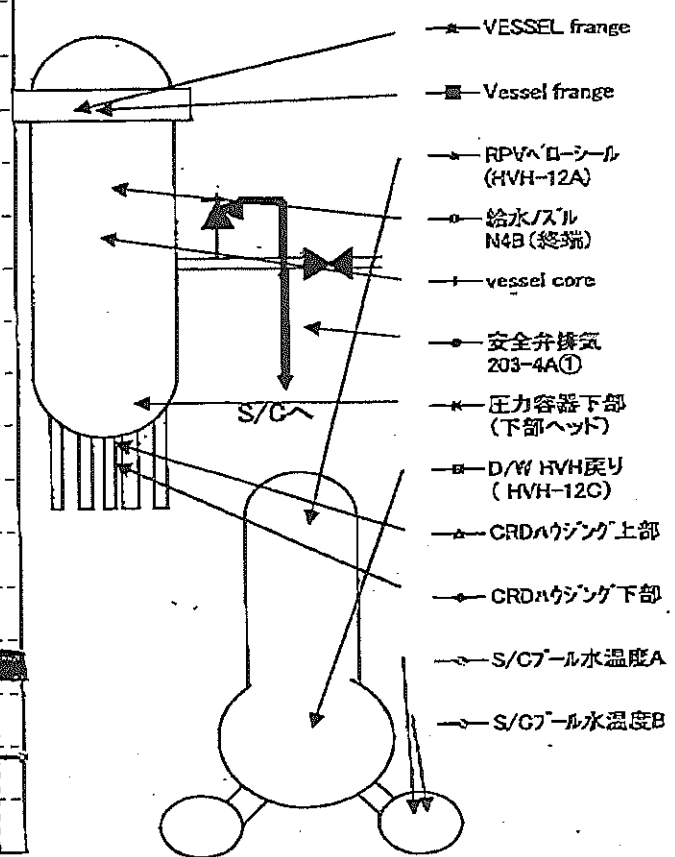 VESSEL frange
Vessel frange
RPVベローシール
(HVH-12A)
給水ノズル
N4B(終端)
vessel core
安全弁排気
203-4A①
S/Cへ
圧力容器下部
(下部ヘッド)
D/W HVH戻り
( HVH-12C)
CRDハウジング上部
CRDハウジング下部
S/Cプール水温度A
S/Cプール水温度B